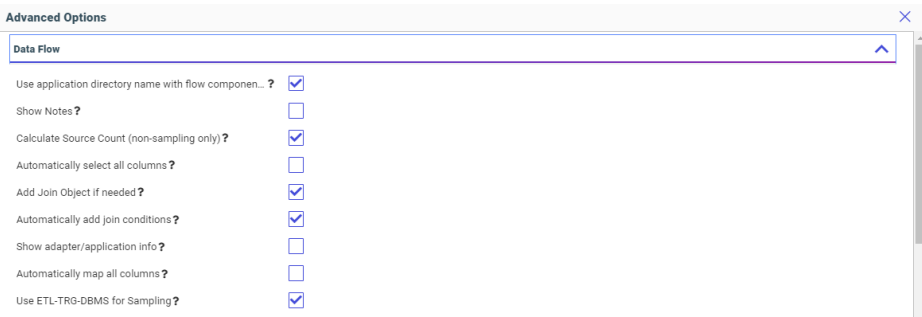 Advanced Options
Data Flow
Use application directory name with flow componen... ?
Show Notes ?
Calculate Source Count (non-sampling only) ?
Automatically select all columns ?
Add Join Object if needed ?
Automatically add join conditions ?
Show adapter/application info ?
Automatically map all columns ?
Use ETL-TRG-DBMS for Sampling ?